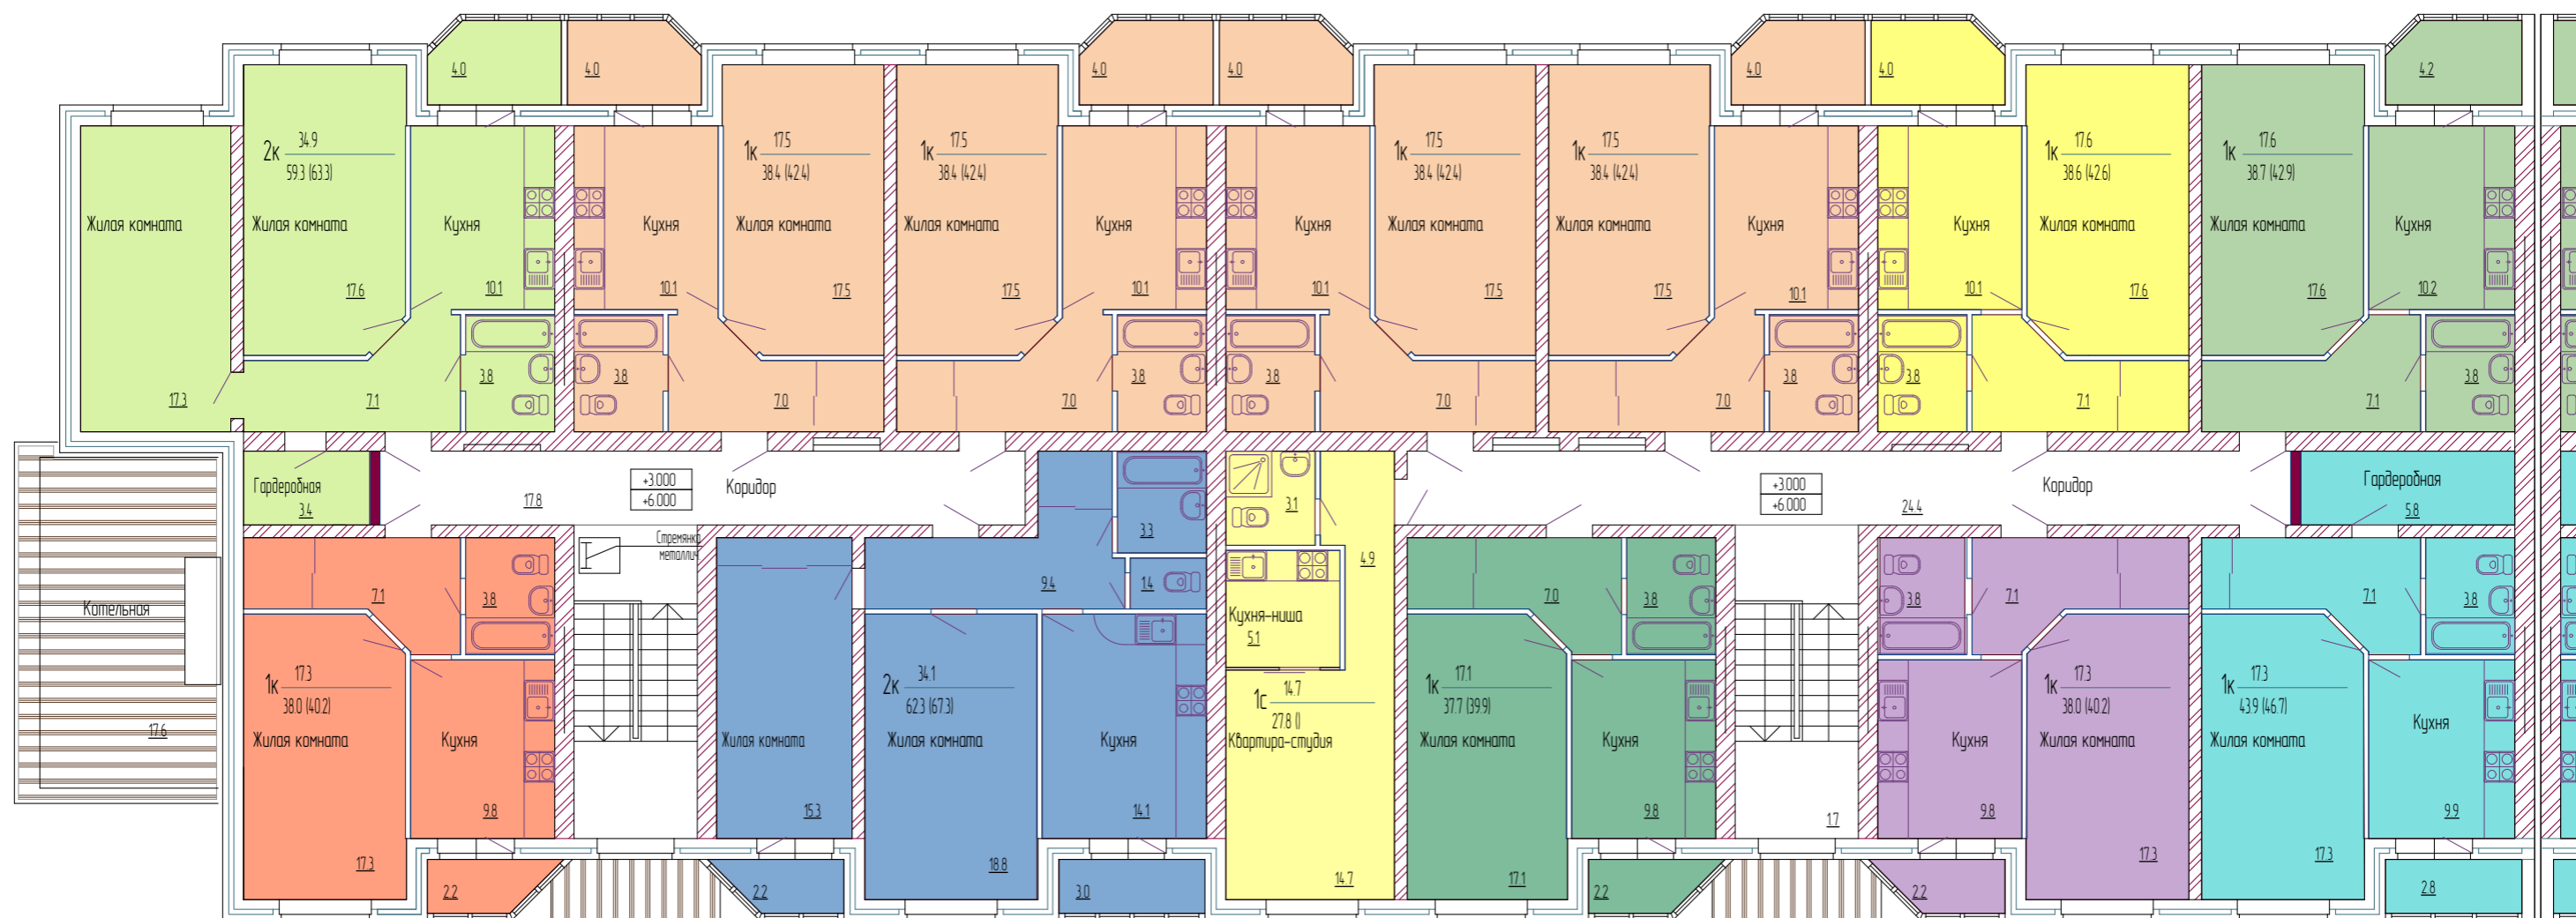 4.0
4.0
4.0
4.0
4.0
4.0
4.2
2к
34.9
59.3 (63.3)
17.5
1к
38.4 (42.4)
1к
17.5
38.4 (42.4)
1к
17.5
38.4 (42.4)
1к
17.5
38.4 (42.4)
1к
17.6
38.6 (42.6)
1к
17.6
38.7 (42.9)
Жилая комната
Жилая комната
Кухня
Кухня
Жилая комната
Жилая комната
Кухня
Кухня
Жилая комната
Жилая комната
Кухня
Кухня
Жилая комната
Жилая комната
Кухня
17.6
10.1
10.1
17.5
17.5
10.1
10.1
17.5
17.5
10.1
10.1
17.6
17.6
10.2
17.3
7.1
3.8
3.8
7.0
7.0
3.8
3.8
7.0
7.0
3.8
3.8
7.1
7.1
3.8
Гардеробная
3.4
17.8
+3.000
+6.000
Коридор
3.3
3.1
+3.000
+6.000
24.4
Коридор
Гардеробная
5.8
Стремянка
металлич
Котельная
17.6
7.1
3.8
9.4
1.4
4.9
Кухня-ниша
5.1
7.0
3.8
3.8
7.1
7.1
3.8
1к
17.3
38.0 (40.2)
2к
34.1
62.3 (67.3)
1с
14.7
27.8 ()
Квартира-студия
1к
17.1
37.7 (39.9)
1к
17.3
38.0 (40.2)
1к
17.3
43.9 (46.7)
Жилая комната
Кухня
Жилая комната
Жилая комната
Кухня
Жилая комната
Кухня
Кухня
Жилая комната
Жилая комната
Кухня
9.8
15.3
14.1
9.8
1.7
9.8
9.9
17.3
18.8
14.7
17.1
17.3
17.3
2.2
2.2
3.0
2.2
2.2
2.8